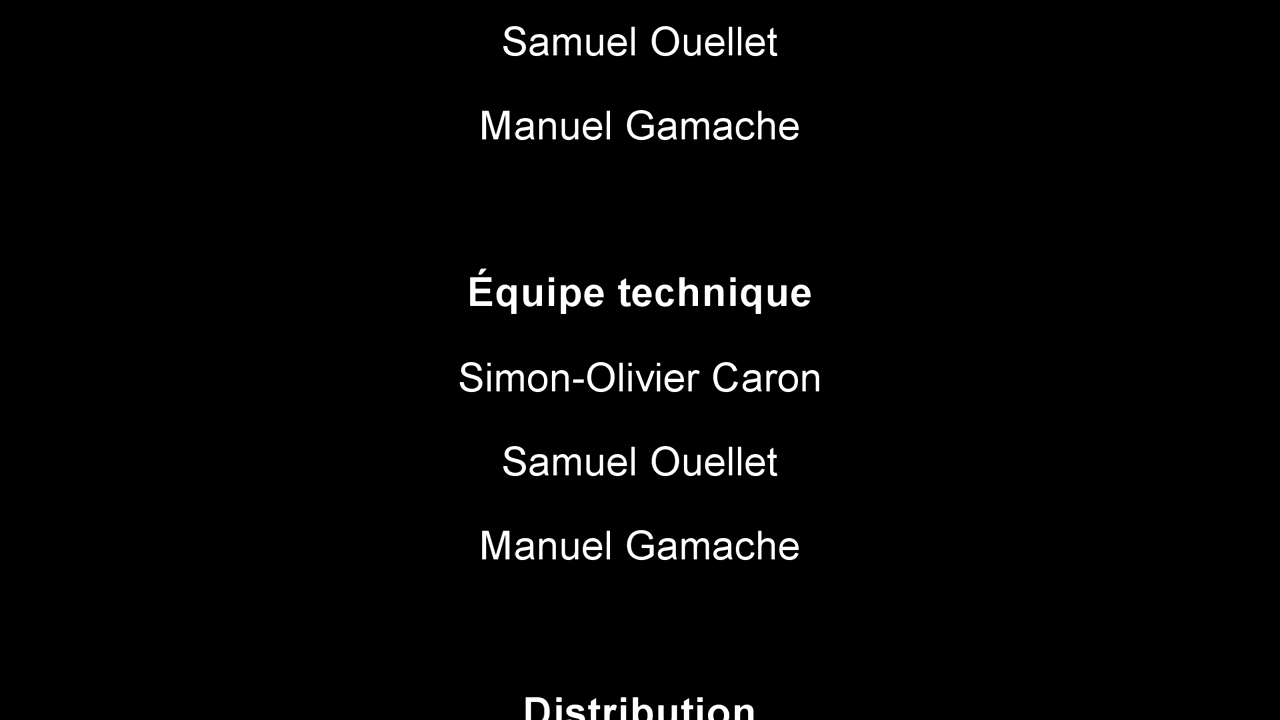 Samuel Ouellet
Manuel Gamache
Équipe technique
Simon-Olivier Caron
Samuel Ouellet
Manuel Gamache
Distribution